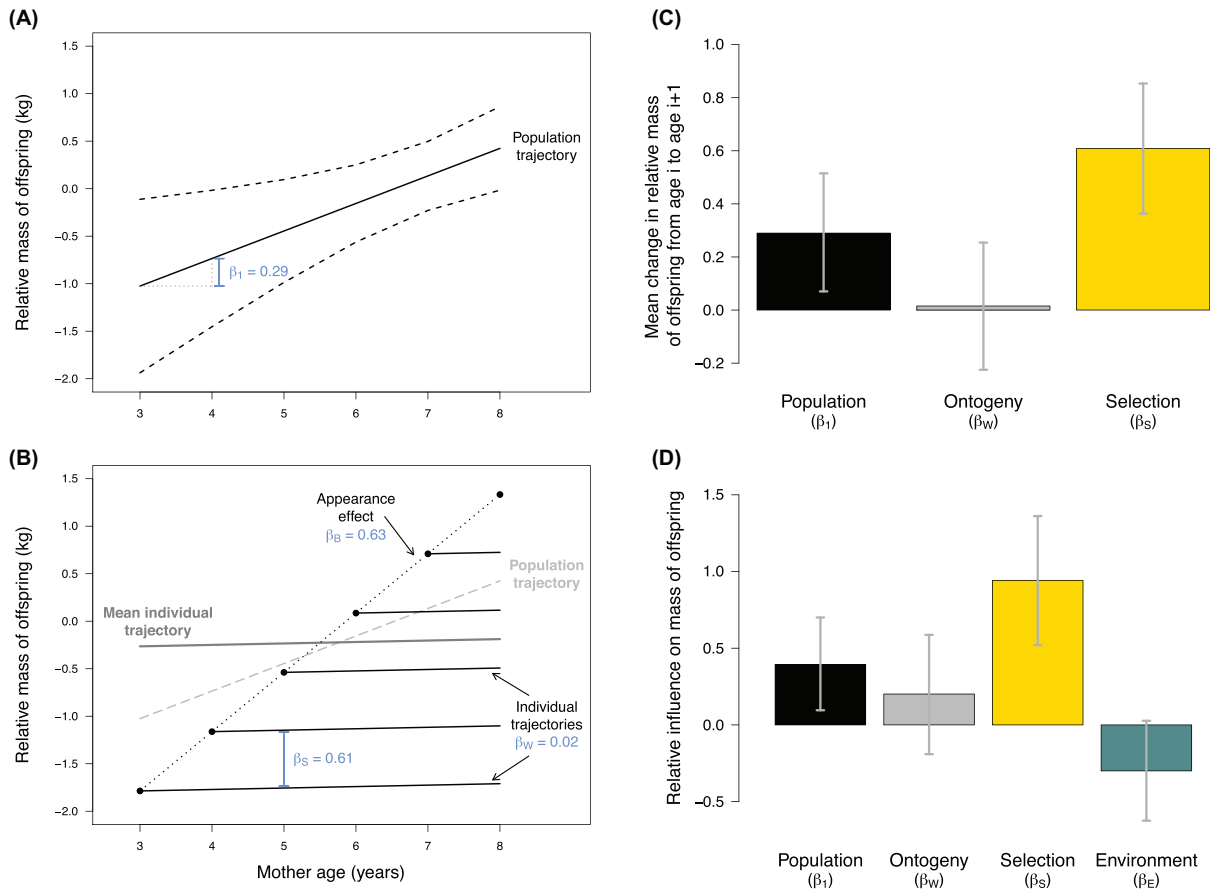 (A)
Relative mass of offspring (kg)
1.5
1.0
0.5
0.0
−0.5
−1.0
−1.5
−2.0
Population
trajectory
β1 = 0.29
3 4 5 6 7 8
(B)
Relative mass of offspring (kg)
1.5
1.0
0.5
0.0
−0.5
−1.0
−1.5
−2.0
Appearance
effect
βB = 0.63
Population
trajectory
Mean individual
trajectory
Individual
trajectories
βW = 0.02
βS = 0.61
3 4 5 6 7 8
Mother age (years)
(C)
Mean change in relative mass
of offspring from age i to age i+1
1.0
0.8
0.6
0.4
0.2
0.0
−0.2
Population Ontogeny Selection
(β1) (βW) (βS)
(D)
Relative influence on mass of offspring
1.5
1.0
0.5
0.0
−0.5
Population Ontogeny Selection Environment
(β1) (βW) (βS) (βE)